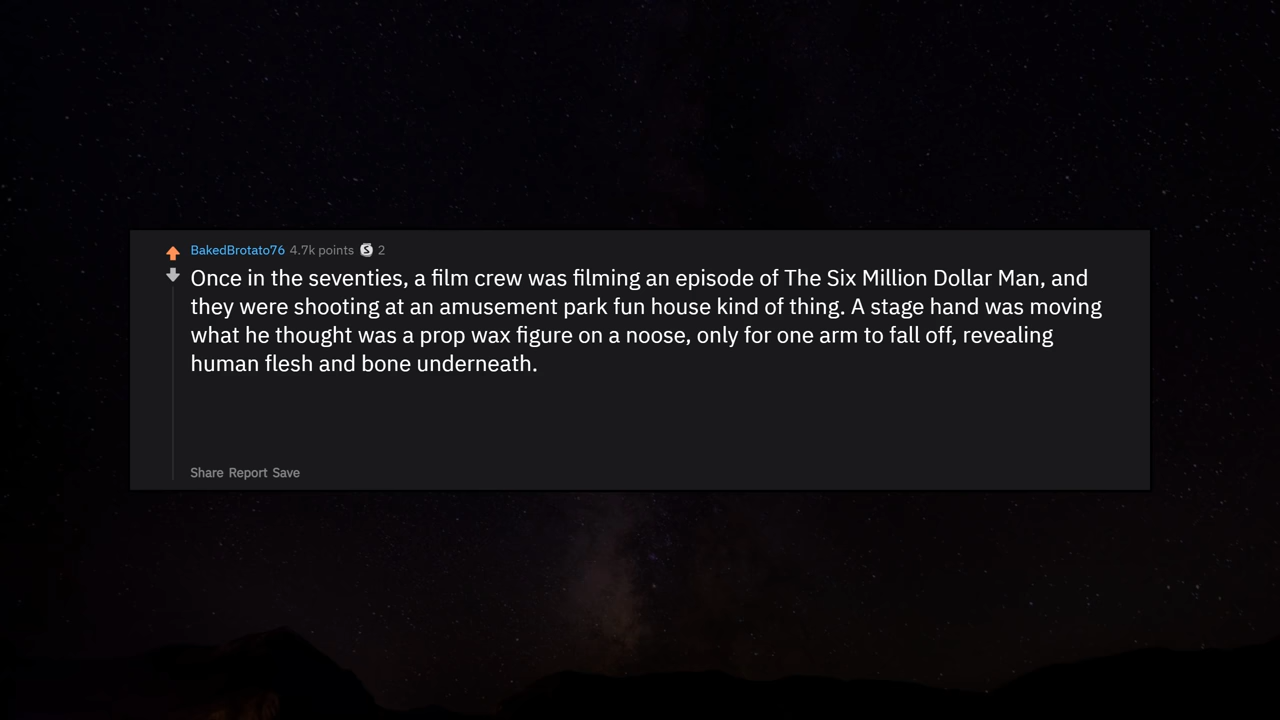 BakedBrotato76 4.7k points S 2
Once in the seventies, a film crew was filming an episode of The Six Million Dollar Man, and
they were shooting at an amusement park fun house kind of thing. A stage hand was moving
what he thought was a prop wax figure on a noose, only for one arm to fall off, revealing
human flesh and bone underneath.
Share Report Save